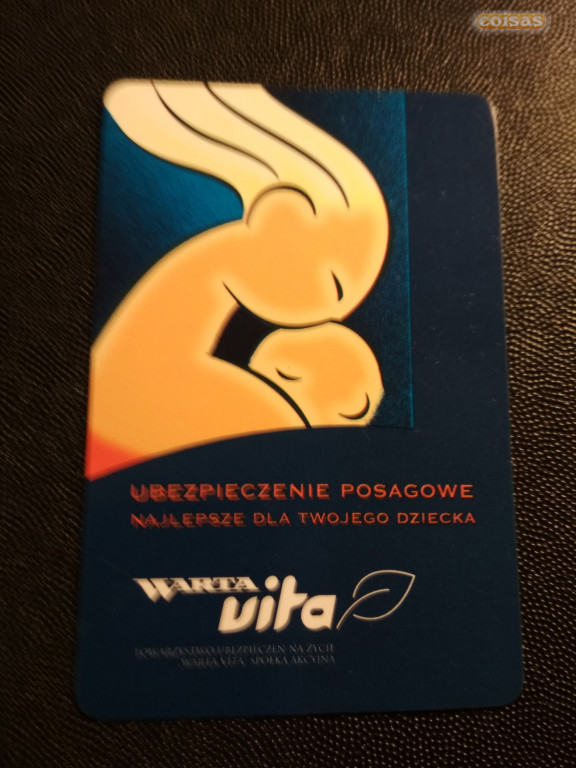 coisas
UBEZPIECZENIE POSAGOWE
NAJLEPSZE DLA TWOJEGO DZIECKA
WARTA
vita
TOWARZYSTWO UBEZPIECZEŃ NA ŻYCIE
WARTA VITA SPÓŁKA AKCYJNA